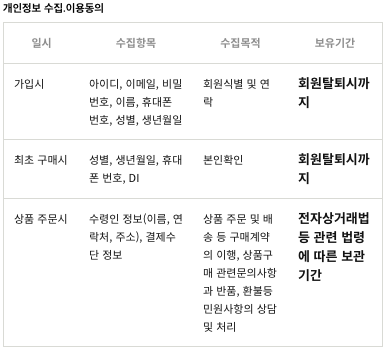 개인정보 수집.이용동의
일시 수집항목 수집목적 보유기간
가입시
아이디, 이메일, 비밀
번호, 이름, 휴대폰
번호, 성별, 생년월일
회원식별 및 연
락
회원탈퇴시까
지
최초 구매시
성별, 생년월일, 휴대
폰 번호, DI
본인확인
회원탈퇴시까
지
상품 주문시
수령인 정보(이름, 연
락처, 주소), 결제수
단 정보
상품 주문 및 배
송 등 구매계약
의 이행, 상품구
매 관련문의사항
과 반품, 환불등
민원사항의 상담
및 처리
전자상거래법
등 관련 법령
에 따른 보관
기간